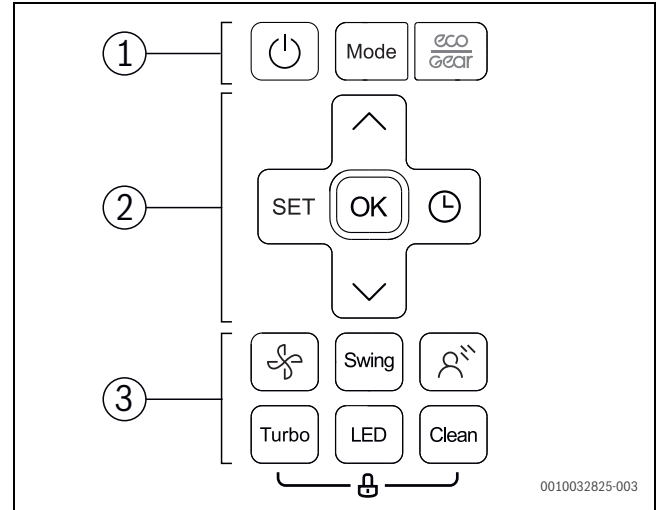 1 Mode eco
Gear
2 SET OK
3 Swing
Turbo LED Clean
0010032825-003